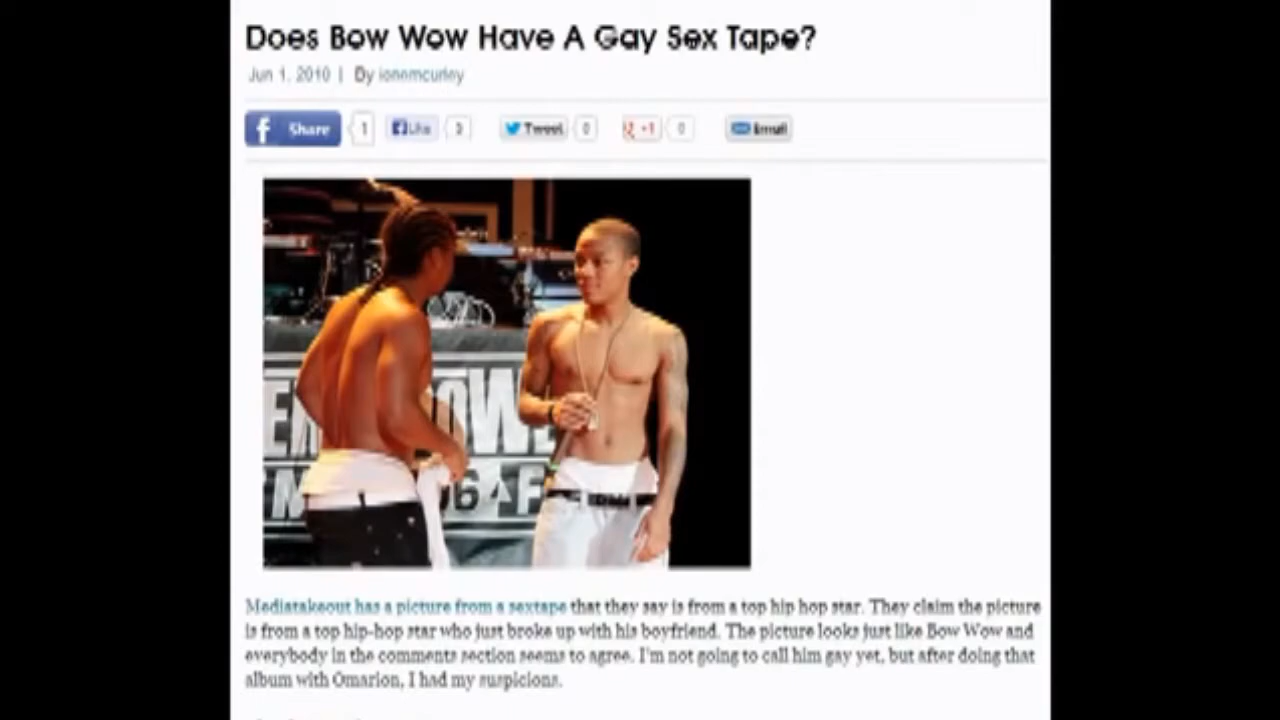 Does Bow Wow Have A Gay Sex Tape?
Jun 1, 2010 | By ionemcurley
Share 1 Like 3 Tweet 0 +1 0 Email
POWE
106
F
Mediatakeout has a picture from a sextape that they say is from a top hip hop star. They claim the picture
is from a top hip-hop star who just broke up with his boyfriend. The picture looks just like Bow Wow and
everybody in the comments section seems to agree. I'm not going to call him gay yet, but after doing that
album with Omarion, I had my suspicions.